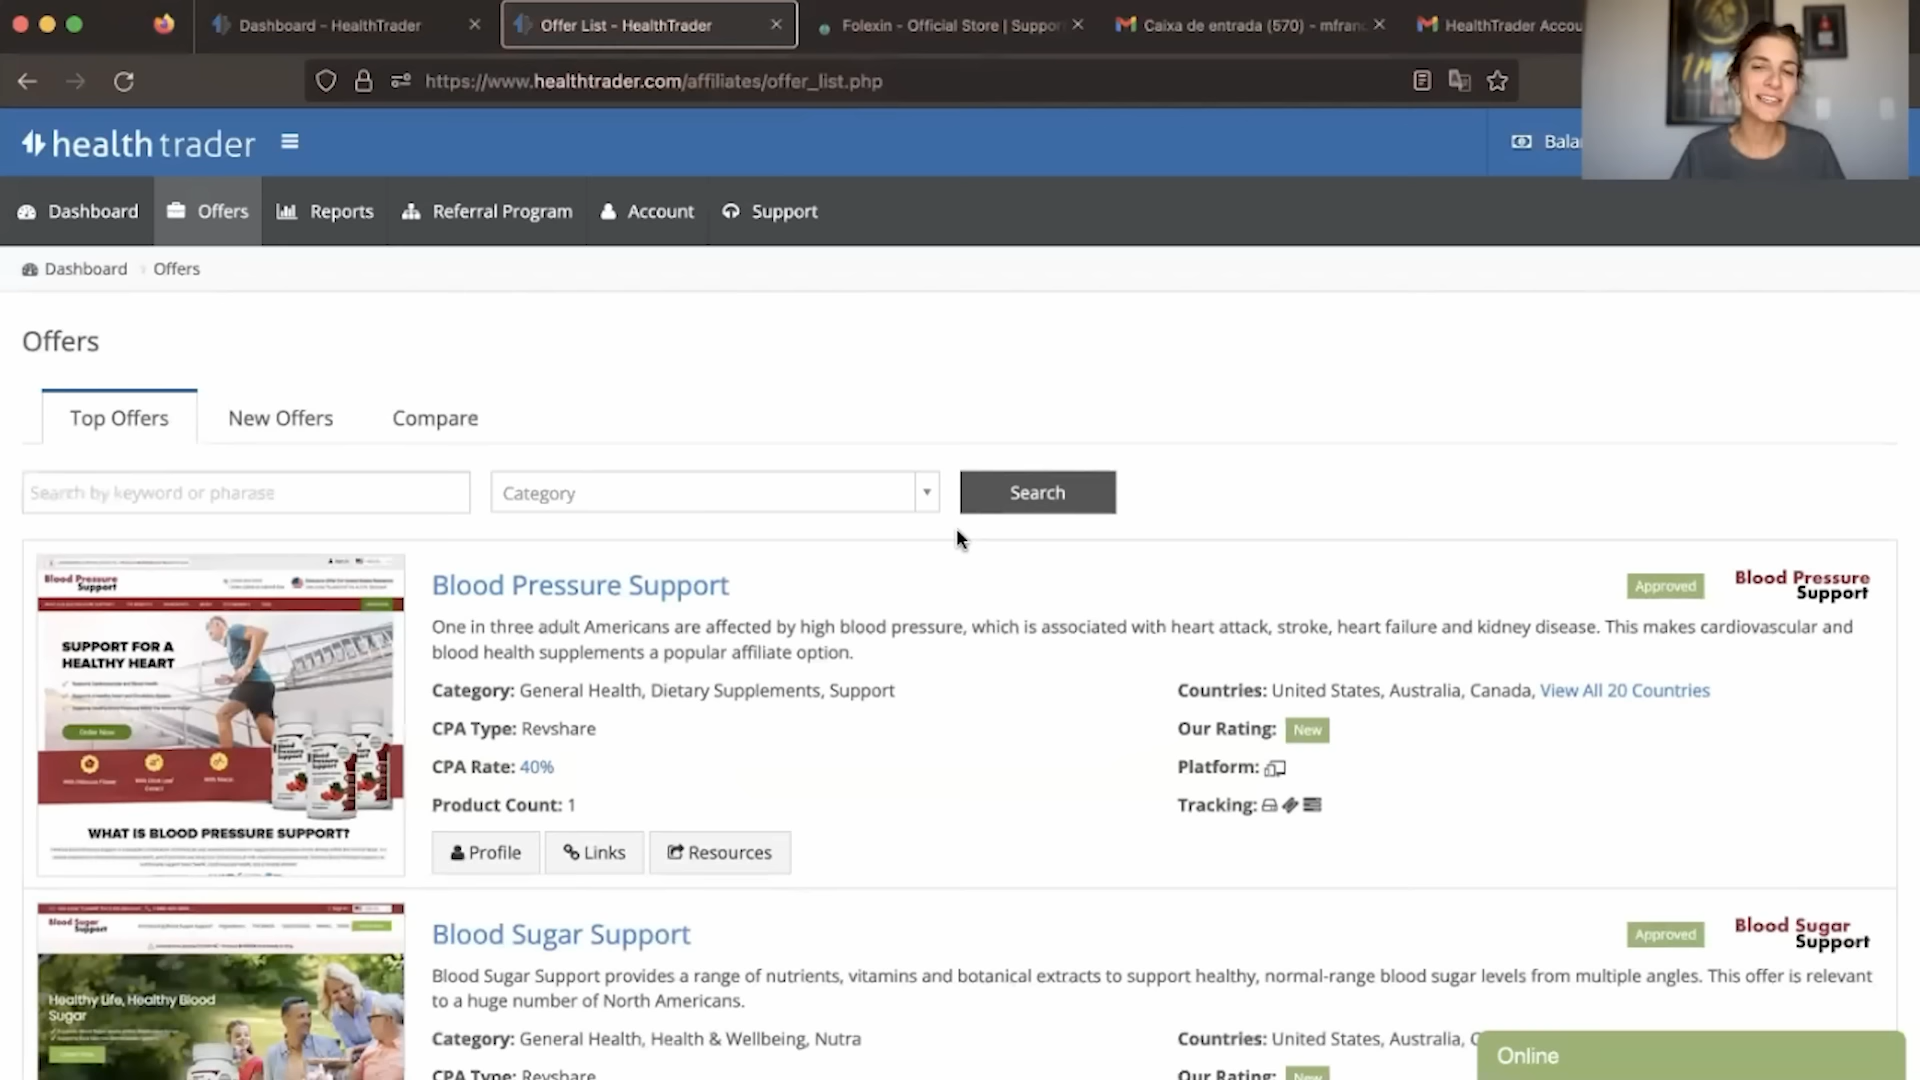 Dashboard - HealthTrader
Offer List - HealthTrader
Folexin - Official Store | Suppor
Caixa de entrada (570) - mfran
HealthTrader Accou
https://www.healthtrader.com/affiliates/offer_list.php
health trader
Bala
Dashboard
Offers
Reports
Referral Program
Account
Support
Dashboard
Offers
Offers
Top Offers
New Offers
Compare
Search by keyword or pharase
Category
Search
Blood Pressure
Support
SUPPORT FOR A
HEALTHY HEART
Order Now
WHAT IS BLOOD PRESSURE SUPPORT?
Blood Pressure Support
Approved
Blood Pressure
Support
One in three adult Americans are affected by high blood pressure, which is associated with heart attack, stroke, heart failure and kidney disease. This makes cardiovascular and
blood health supplements a popular affiliate option.
Category: General Health, Dietary Supplements, Support
Countries: United States, Australia, Canada, View All 20 Countries
CPA Type: Revshare
Our Rating: New
CPA Rate: 40%
Platform:
Product Count: 1
Tracking:
Profile
Links
Resources
Blood Sugar
Support
Healthy Life, Healthy Blood
Sugar
Blood Sugar Support
Approved
Blood Sugar
Support
Blood Sugar Support provides a range of nutrients, vitamins and botanical extracts to support healthy, normal-range blood sugar levels from multiple angles. This offer is relevant
to a huge number of North Americans.
Category: General Health, Health & Wellbeing, Nutra
Countries: United States, Australia, C
CPA Type: Revshare
Our Rating: New
Online